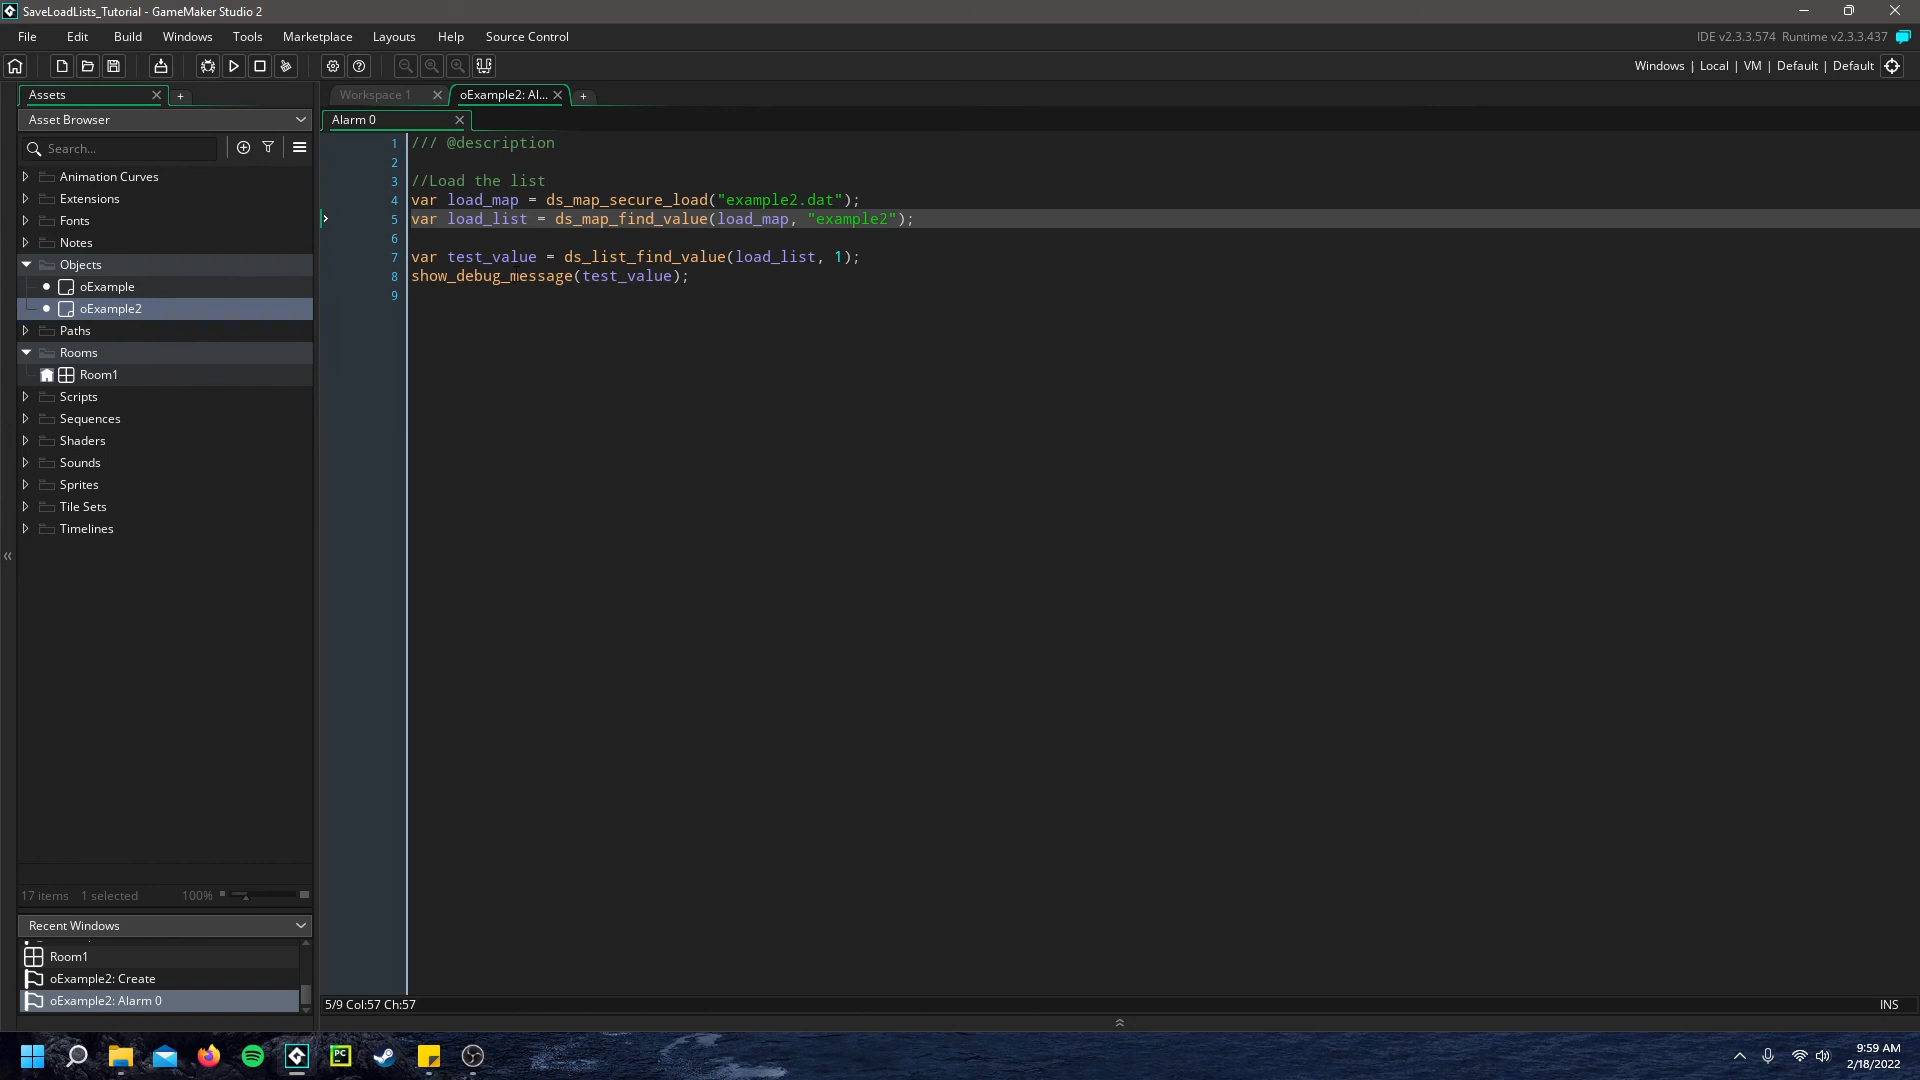 SaveLoadLists_Tutorial - GameMaker Studio 2
File Edit Build Windows Tools Marketplace Layouts Help Source Control
IDE v2.3.3.574 Runtime v2.3.3.437
Windows | Local | VM | Default | Default
Assets
Workspace 1
oExample2: Al...
Asset Browser
Alarm 0
Search...
Animation Curves
Extensions
Fonts
Notes
Objects
oExample
oExample2
Paths
Rooms
Room1
Scripts
Sequences
Shaders
Sounds
Sprites
Tile Sets
Timelines
1 /// @description
2
3 //Load the list
4 var load_map = ds_map_secure_load("example2.dat");
5 var load_list = ds_map_find_value(load_map, "example2");
6
7 var test_value = ds_list_find_value(load_list, 1);
8 show_debug_message(test_value);
9
17 items 1 selected 100%
Recent Windows
Room1
oExample2: Create
oExample2: Alarm 0
5/9 Col:57 Ch:57
INS
PC
9:59 AM
2/18/2022